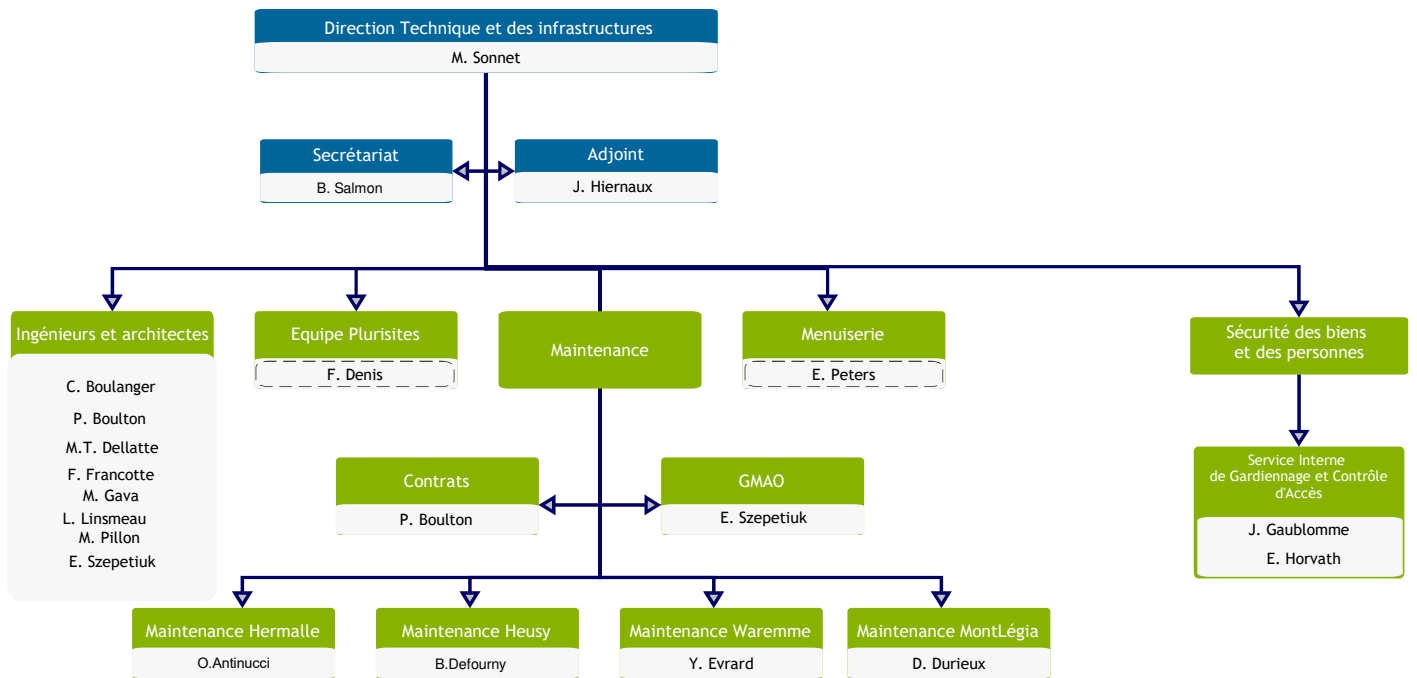 Direction Technique et des infrastructures
M. Sonnet
Secrétariat
B. Salmon
Adjoint
J. Hiernaux
Ingénieurs et architectes
C. Boulanger
P. Boulton
M.T. Dellatte
F. Francotte
M. Gava
L. Linsmeau
M. Pillon
E. Szepetiuk
Equipe Plurisites
F. Denis
Maintenance
Menuiserie
E. Peters
Sécurité des biens
et des personnes
Contrats
P. Boulton
GMAO
E. Szepetiuk
Service Interne
de Gardiennage et Contrôle
d'Accès
J. Gaublomme
E. Horvath
Maintenance Hermalle
O.Antinucci
Maintenance Heusy
B.Defourny
Maintenance Waremme
Y. Evrard
Maintenance MontLégia
D. Durieux